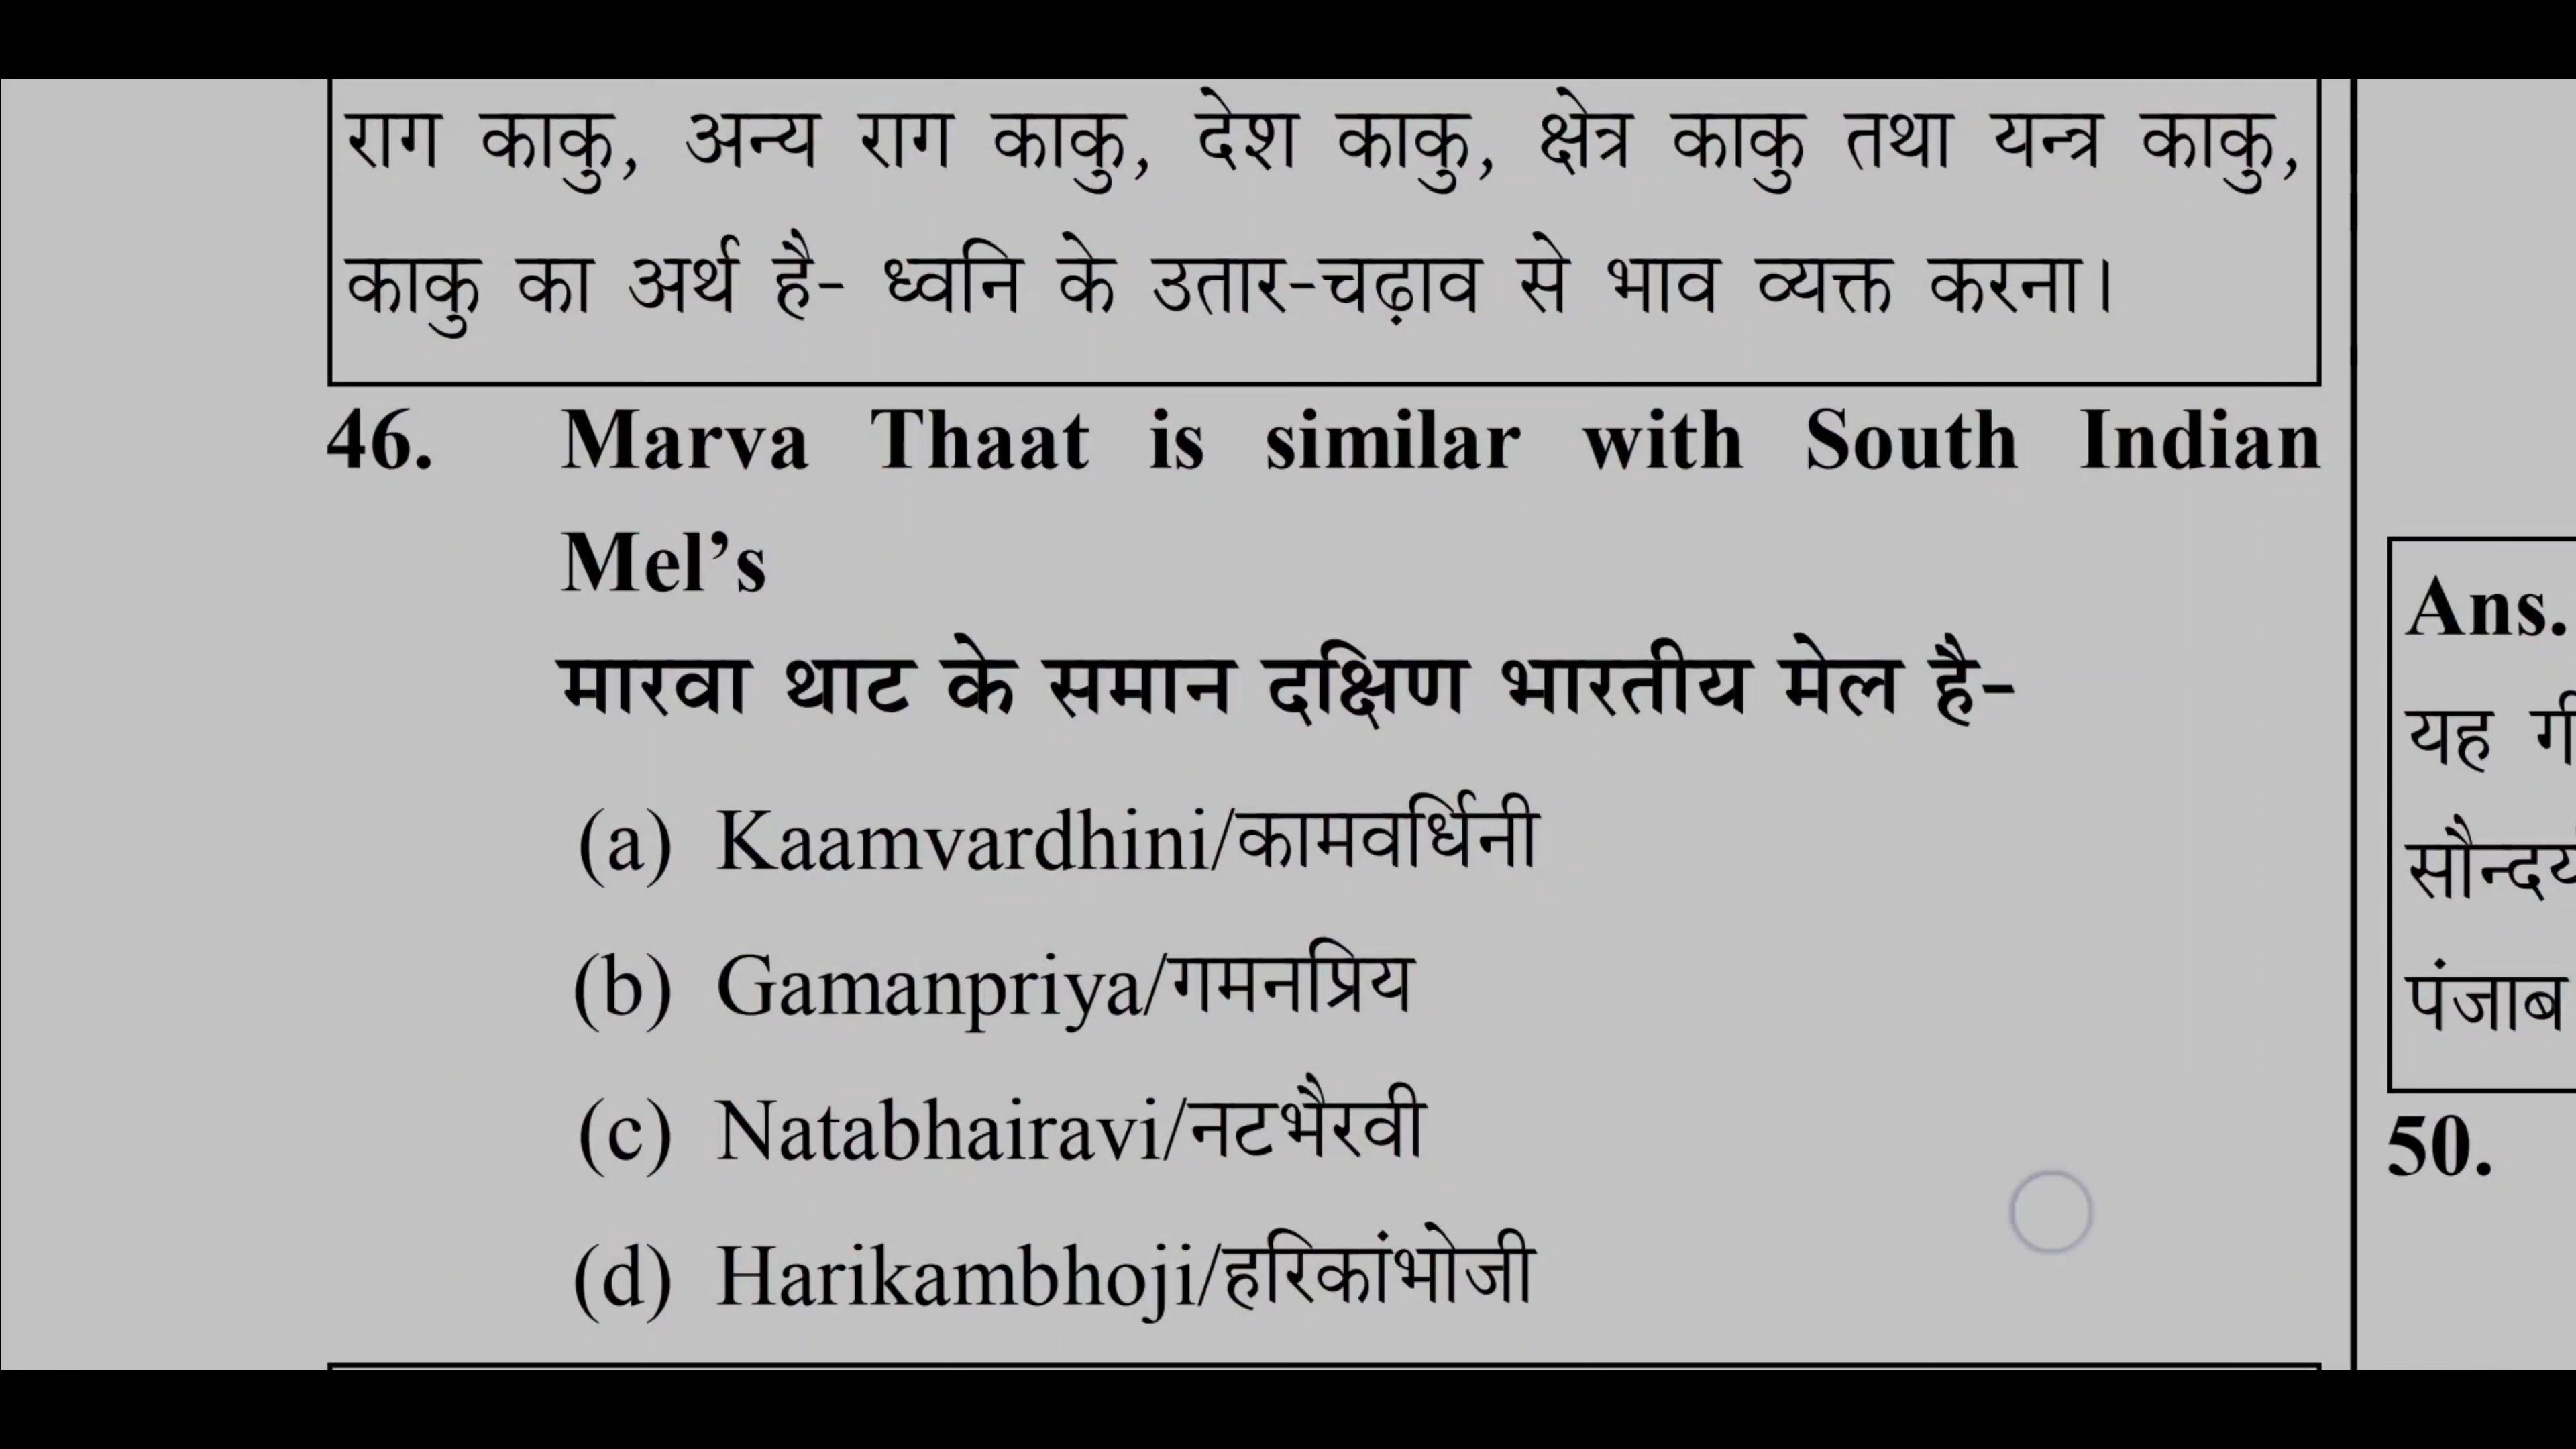 राग काकु, अन्य राग काकु, देश काकु, क्षेत्र काकु तथा यन्त्र काकु,
काकु का अर्थ है- ध्वनि के उतार-चढ़ाव से भाव व्यक्त करना।
46. Marva Thaat is similar with South Indian
Mel’s
मारवा थाट के समान दक्षिण भारतीय मेल है-
(a) Kaamvardhini/कामवर्धिनी
(b) Gamanpriya/गमनप्रिय
(c) Natabhairavi/नटभैरवी
(d) Harikambhoji/हरिकांभोजी
Ans.
यह
पंजाब
50.